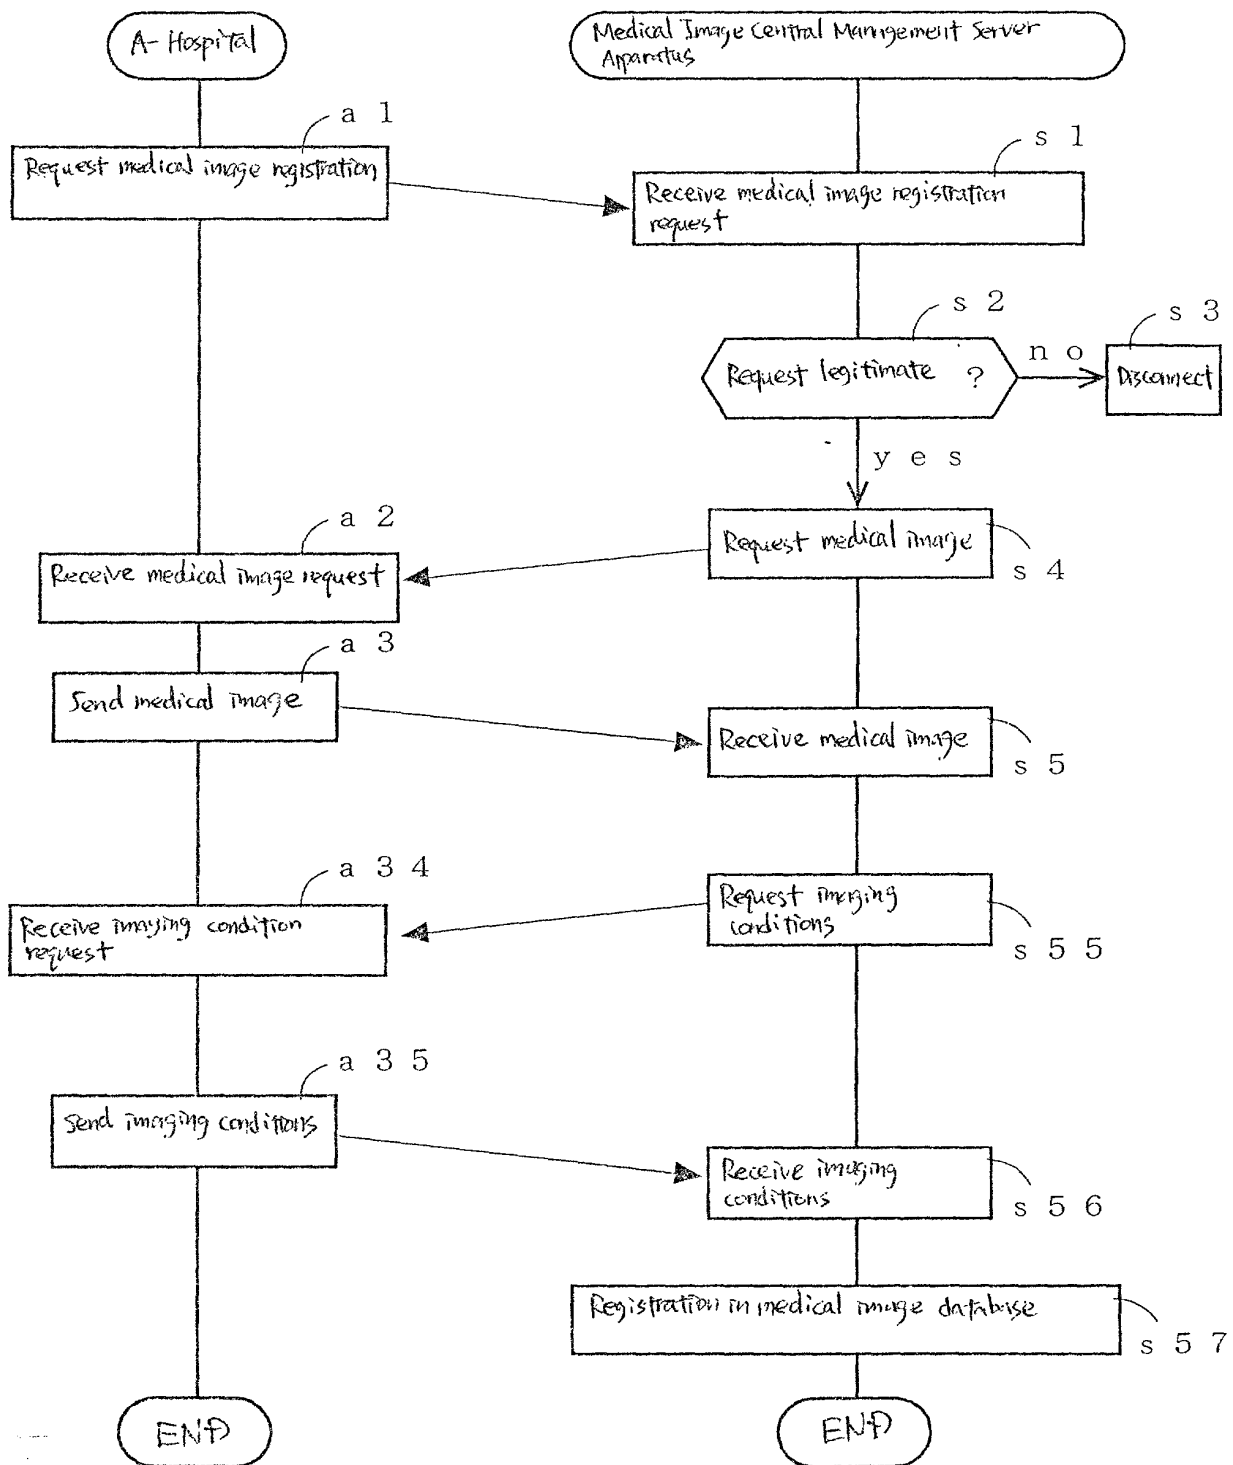 A-Hospital
Medical Image Central Management Server
Apparatus
a 1
Request medical image registration
s 1
Receive medical image registration
request
s 2
s 3
Request legitimate ?
n o
Disconnect
y e s
a 2
Request medical image
Receive medical image request
s 4
a 3
Send medical image
Receive medical image
s 5
a 3 4
Request imaging
conditions
Receive imaging condition
request
s 5 5
a 3 5
Send imaging conditions
Receive imaging
conditions
s 5 6
Registration in medical image database
s 5 7
END
END